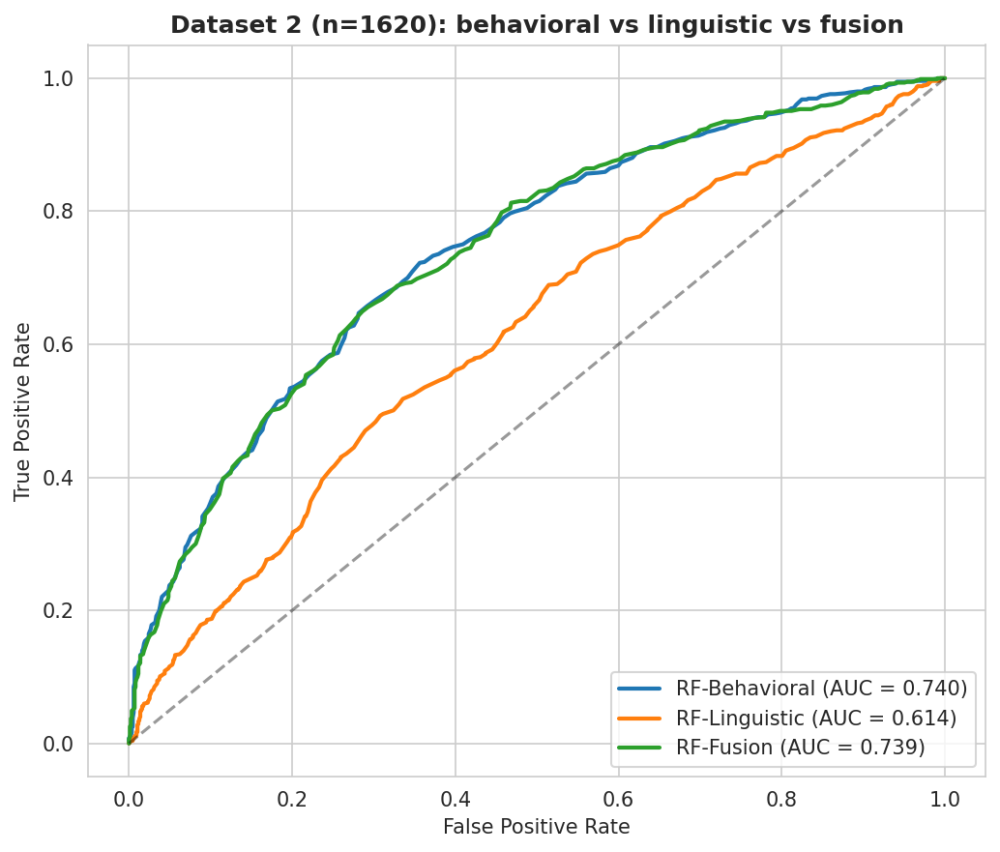 Dataset 2 (n=1620): behavioral vs linguistic vs fusion
True Positive Rate
1.0
0.8
0.6
0.4
0.2
0.0
RF-Behavioral (AUC = 0.740)
RF-Linguistic (AUC = 0.614)
RF-Fusion (AUC = 0.739)
0.0 0.2 0.4 0.6 0.8 1.0
False Positive Rate